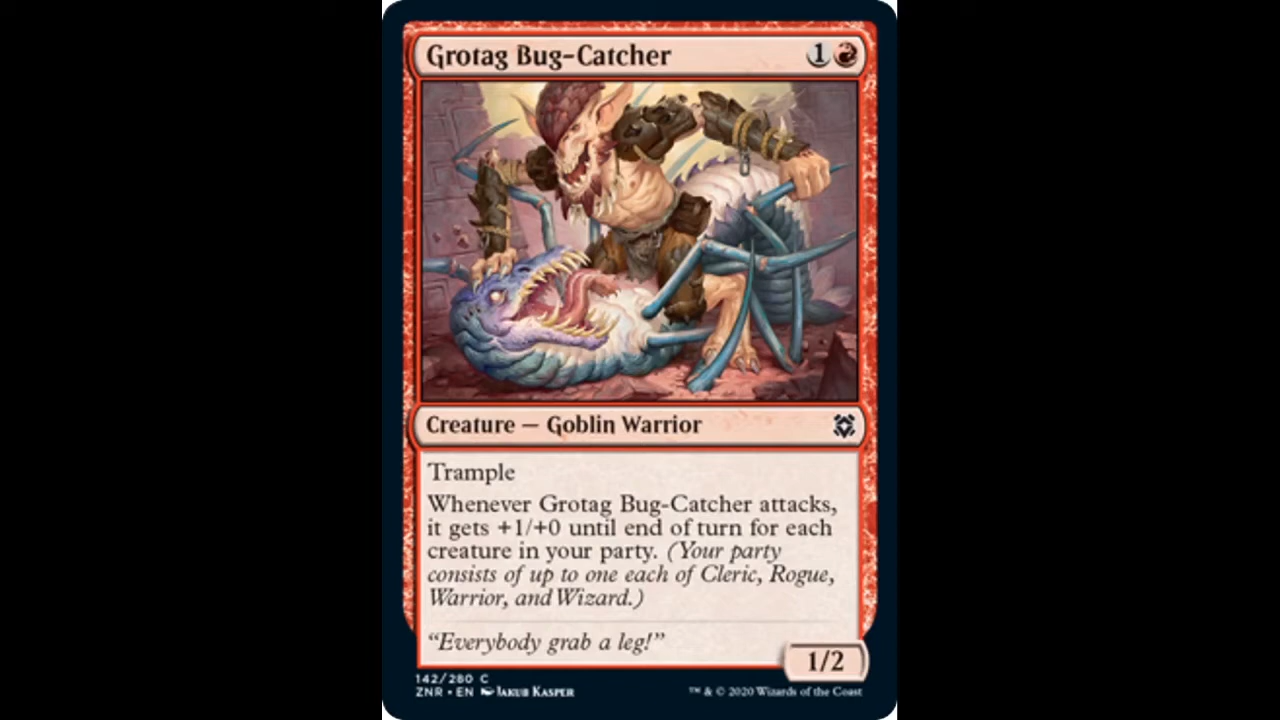 Grotag Bug-Catcher 1
Creature — Goblin Warrior
Trample
Whenever Grotag Bug-Catcher attacks,
it gets +1/+0 until end of turn for each
creature in your party. (Your party
consists of up to one each of Cleric, Rogue,
Warrior, and Wizard.)
“Everybody grab a leg!”
1/2
142/280 C
ZNR • EN Jakub Kasper
™ & © 2020 Wizards of the Coast